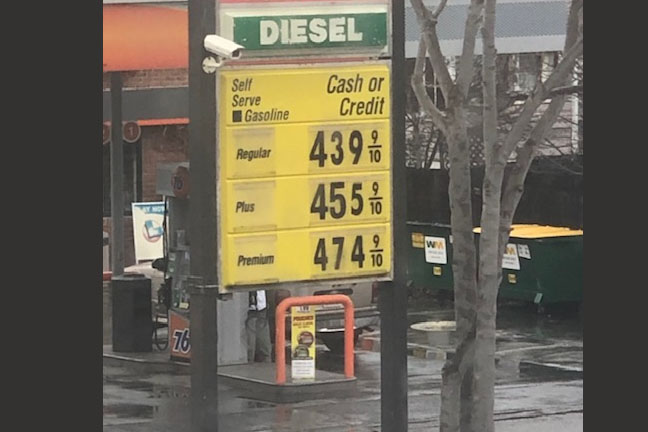 DIESEL
Self
Serve
Gasoline
Cash or
Credit
Regular 439 9/10
Plus 455 9/10
Premium 474 9/10
76
WM